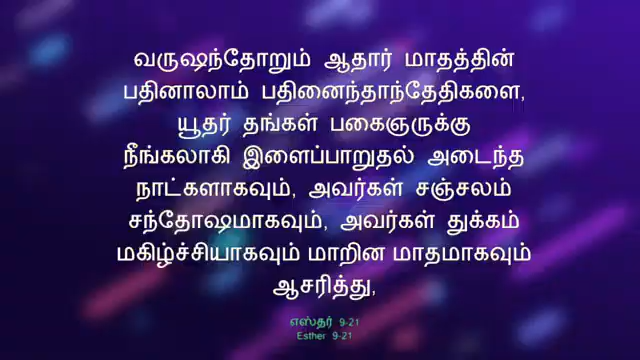 வருஷந்தோறும் ஆதார் மாதத்தின்
பதினாலாம் பதினைந்தாந்தேதிகளை,
யூதர் தங்கள் பகைஞருக்கு
நீங்கலாகி இளைப்பாறுதல் அடைந்த
நாட்களாகவும், அவர்கள் சஞ்சலம்
சந்தோஷமாகவும், அவர்கள் துக்கம்
மகிழ்ச்சியாகவும் மாறின மாதமாகவும்
ஆசரித்து,
எஸ்தர் 9-21
Esther 9-21